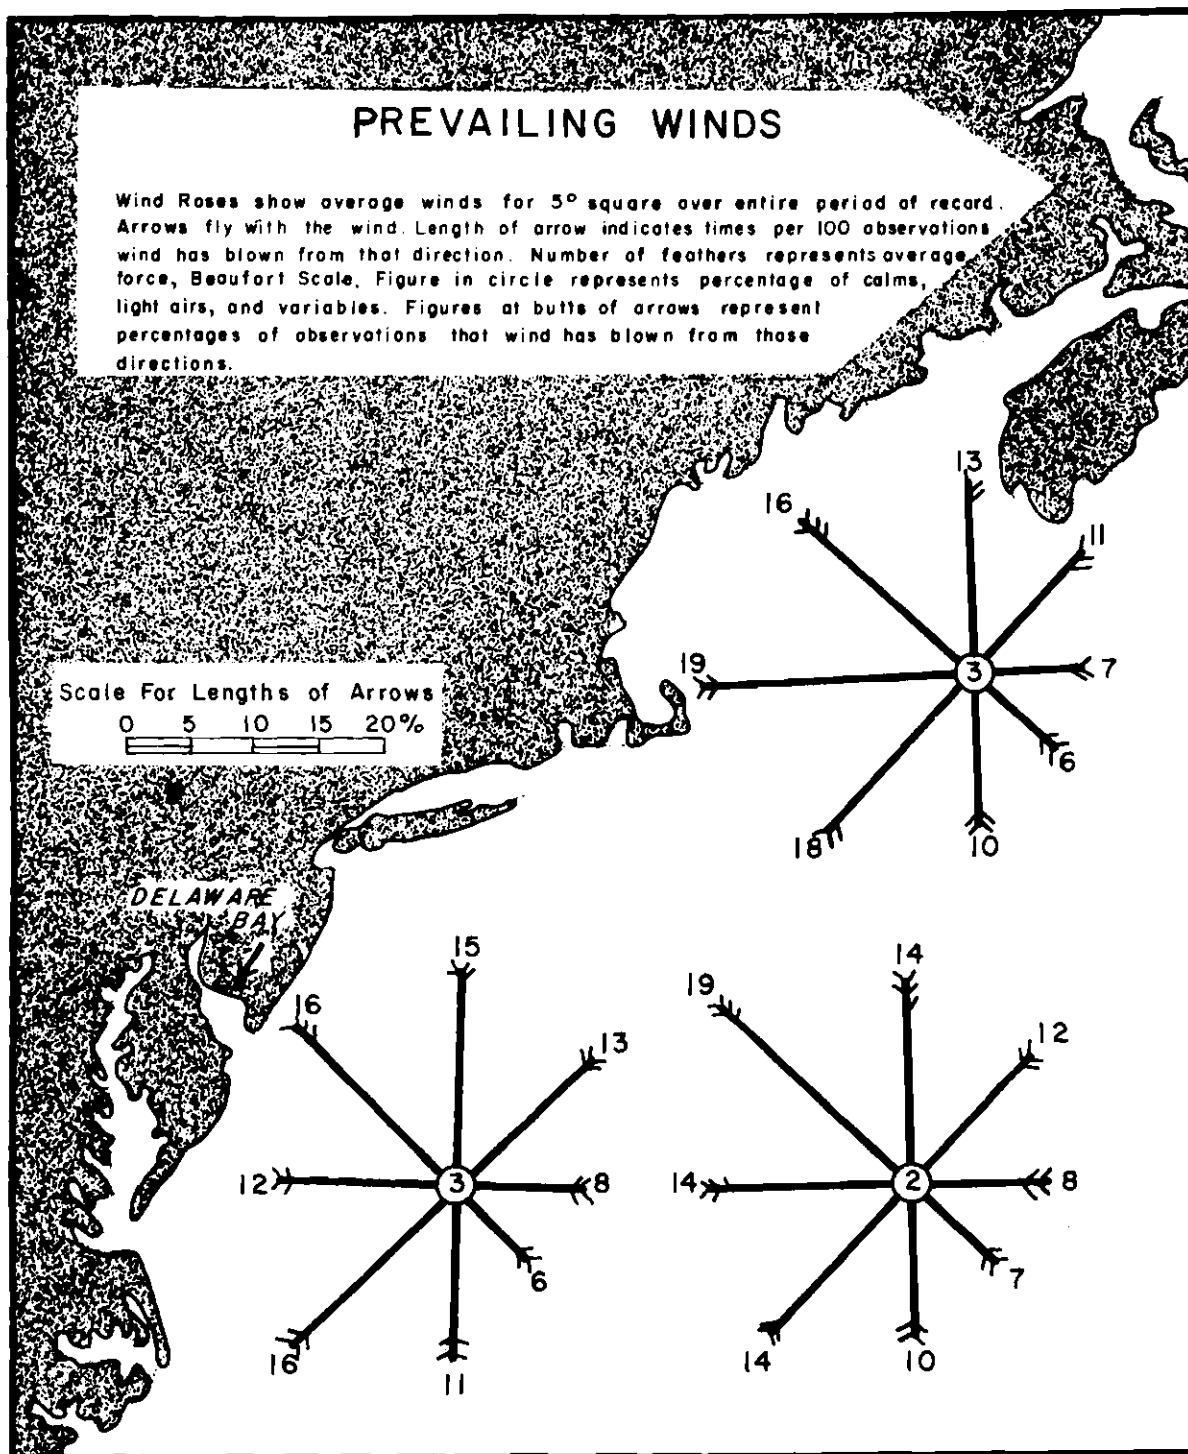 PREVAILING WINDS
Wind Roses show average winds for 5° square over entire period of record.
Arrows fly with the wind. Length of arrow indicates times per 100 observations
wind has blown from that direction. Number of feathers represents average
force, Beaufort Scale. Figure in circle represents percentage of calms,
light airs, and variables. Figures at butts of arrows represent
percentages of observations that wind has blown from those
directions.
13
16
11
19
3
7
6
18
10
Scale For Lengths of Arrows
0 5 10 15 20%
DELAWARE
BAY
15
16
13
12
3
8
6
16
11
14
19
12
14
2
8
7
14
10